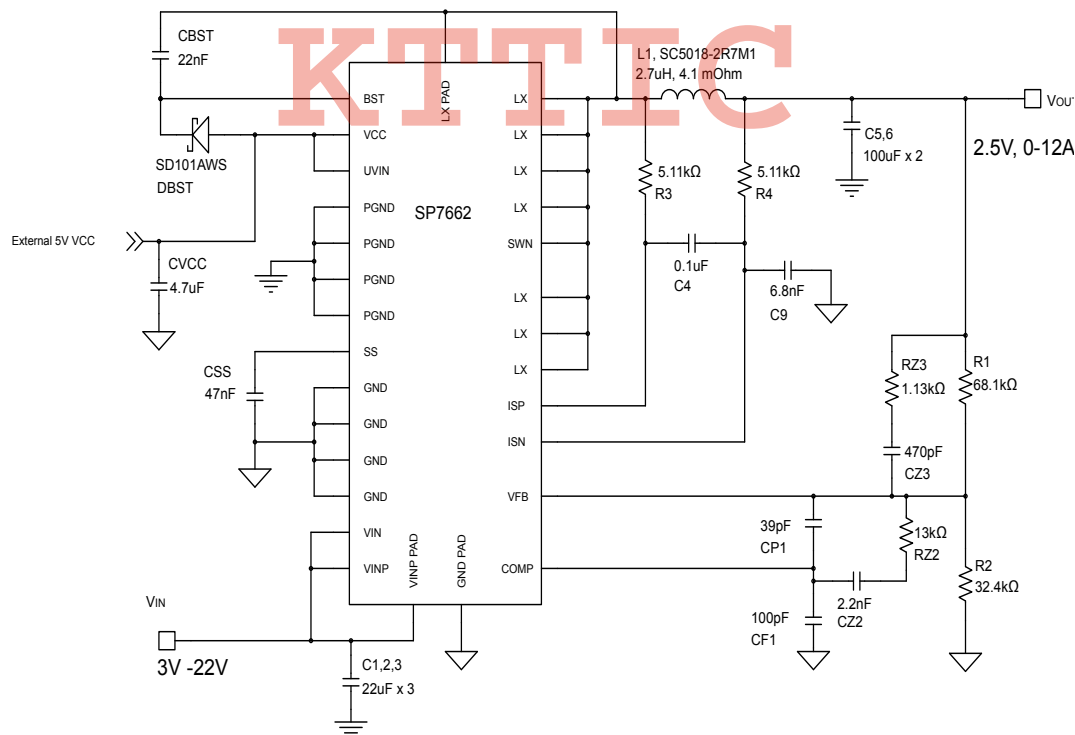 KTTIC
CBST
22nF
L1, SC5018-2R7M1
2.7uH, 4.1 mOhm
LX PAD
BST
LX
VOUT
VCC
LX
C5,6
100uF x 2
2.5V, 0-12A
SD101AWS
DBST
UVIN
LX
5.11kΩ
R3
5.11kΩ
R4
PGND
LX
SP7662
External 5V VCC
PGND
SWN
CVCC
4.7uF
0.1uF
C4
PGND
6.8nF
C9
PGND
LX
LX
SS
LX
CSS
47nF
GND
RZ3
1.13kΩ
R1
68.1kΩ
ISP
GND
ISN
GND
470pF
CZ3
GND
VFB
39pF
CP1
13kΩ
RZ2
VIN
VINP
VINP PAD
GND PAD
COMP
R2
32.4kΩ
2.2nF
CZ2
VIN
100pF
CF1
3V -22V
C1,2,3
22uF x 3